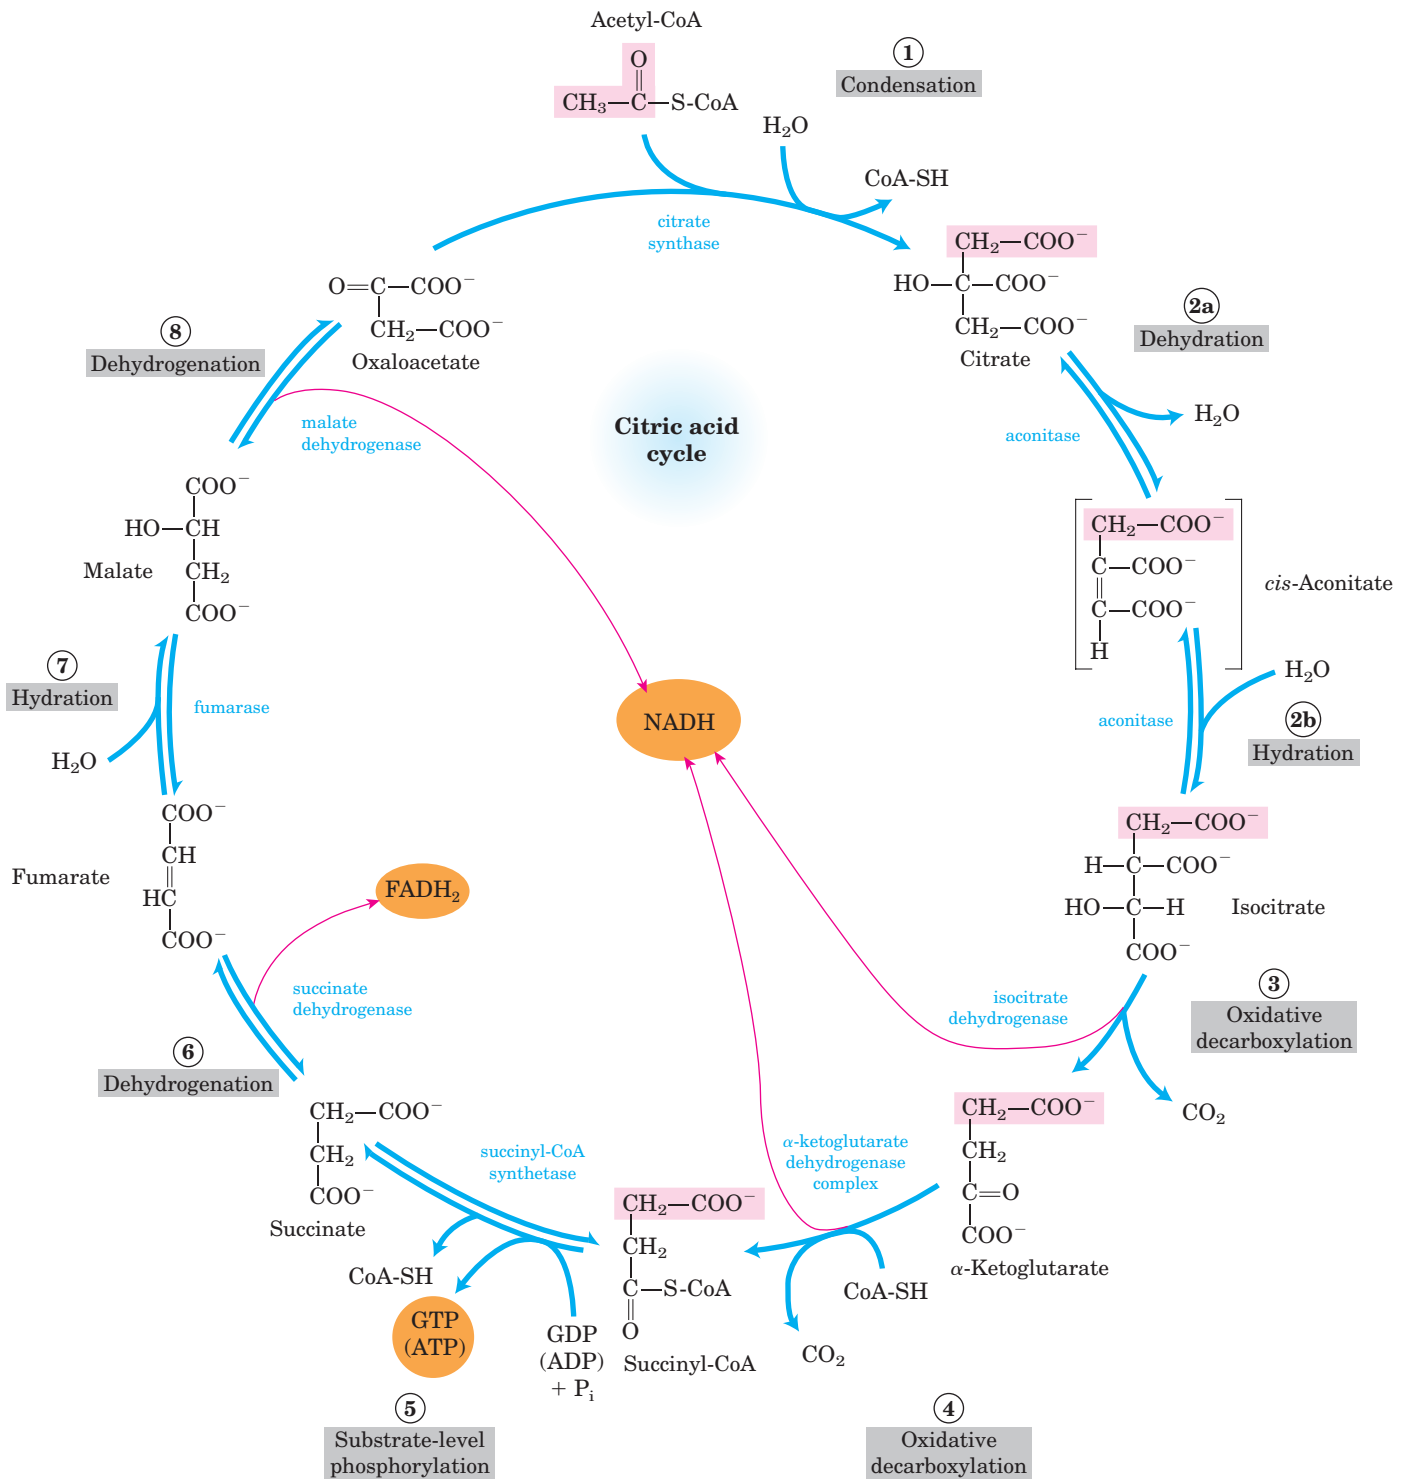 Acetyl-CoA
O
CH₃—C—S-CoA
1
Condensation
H₂O
CoA-SH
citrate
synthase
CH₂—COO⁻
HO—C—COO⁻
CH₂—COO⁻
Citrate
O=C—COO⁻
CH₂—COO⁻
Oxaloacetate
2a
Dehydration
H₂O
aconitase
8
Dehydrogenation
malate
dehydrogenase
Citric acid
cycle
CH₂—COO⁻
C—COO⁻
C—COO⁻
H
cis-Aconitate
COO⁻
HO—CH
CH₂
COO⁻
Malate
H₂O
aconitase
2b
Hydration
7
Hydration
fumarase
H₂O
NADH
CH₂—COO⁻
H—C—COO⁻
HO—C—H
COO⁻
Isocitrate
COO⁻
CH
HC
COO⁻
Fumarate
FADH₂
succinate
dehydrogenase
isocitrate
dehydrogenase
3
Oxidative
decarboxylation
CO₂
6
Dehydrogenation
CH₂—COO⁻
CH₂
COO⁻
Succinate
succinyl-CoA
synthetase
α-ketoglutarate
dehydrogenase
complex
CH₂—COO⁻
CH₂
C=O
COO⁻
α-Ketoglutarate
CH₂—COO⁻
CH₂
C—S-CoA
O
Succinyl-CoA
CoA-SH
CO₂
CoA-SH
GTP
(ATP)
GDP
(ADP)
+ Pᵢ
5
Substrate-level
phosphorylation
4
Oxidative
decarboxylation